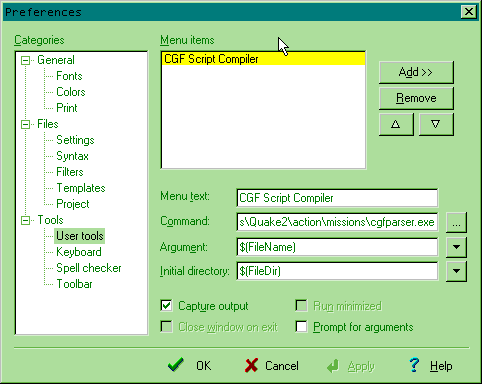 Preferences
Categories
Menu items
General
Fonts
Colors
Print
Files
Settings
Syntax
Filters
Templates
Project
Tools
User tools
Keyboard
Spell checker
Toolbar
CGF Script Compiler
Add >>
Remove
Menu text: CGF Script Compiler
Command: s\Quake2\action\missions\cgfparser.exe ...
Argument: $(FileName)
Initial directory: $(FileDir)
Capture output
Run minimized
Close window on exit
Prompt for arguments
OK Cancel Apply Help